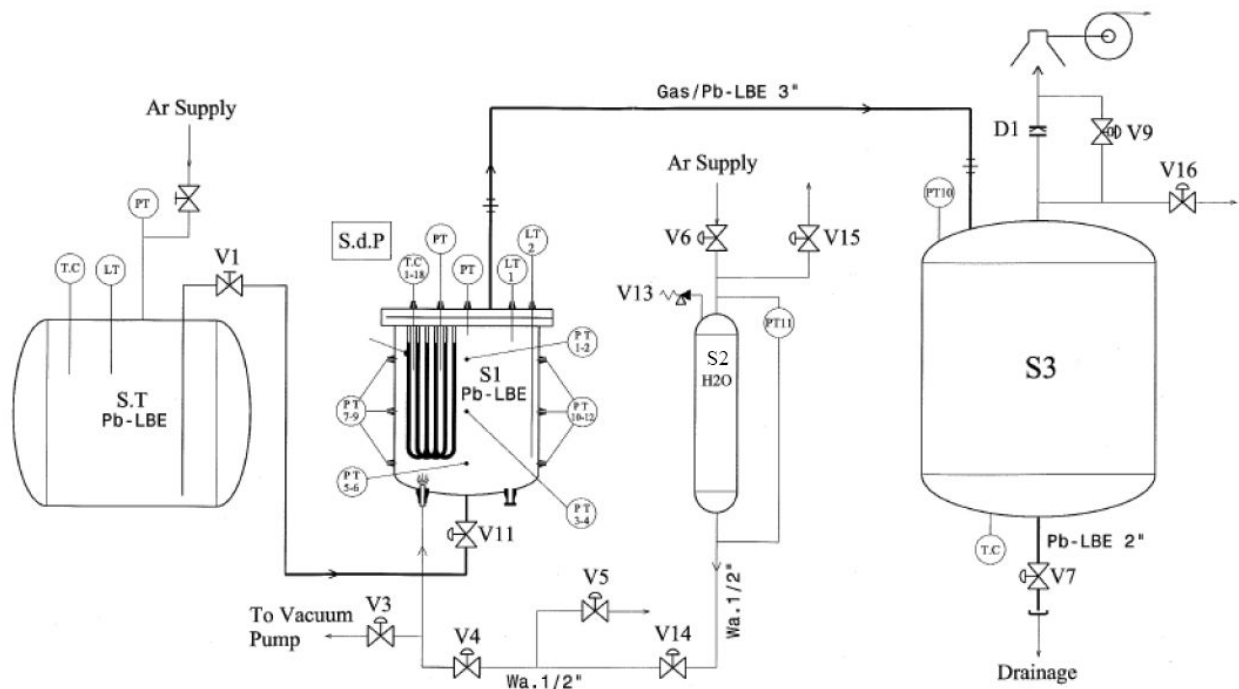 Ar Supply
PT
T.C
LT
V1
S.T
Pb-LBE
S.d.P
Gas/Pb-LBE 3"
T.C
1-18
PT
PT
LT
1
LT
2
P T
1-2
S1
Pb-LBE
P T
7-9
P T
10-12
P T
5-6
P T
3-4
V11
To Vacuum
Pump
V3
V4
V5
V14
Wa.1/2"
Wa.1/2"
Ar Supply
V6
V15
V13
PT11
S2
H2O
D1
V9
V16
PT10
S3
T.C
Pb-LBE 2"
V7
Drainage